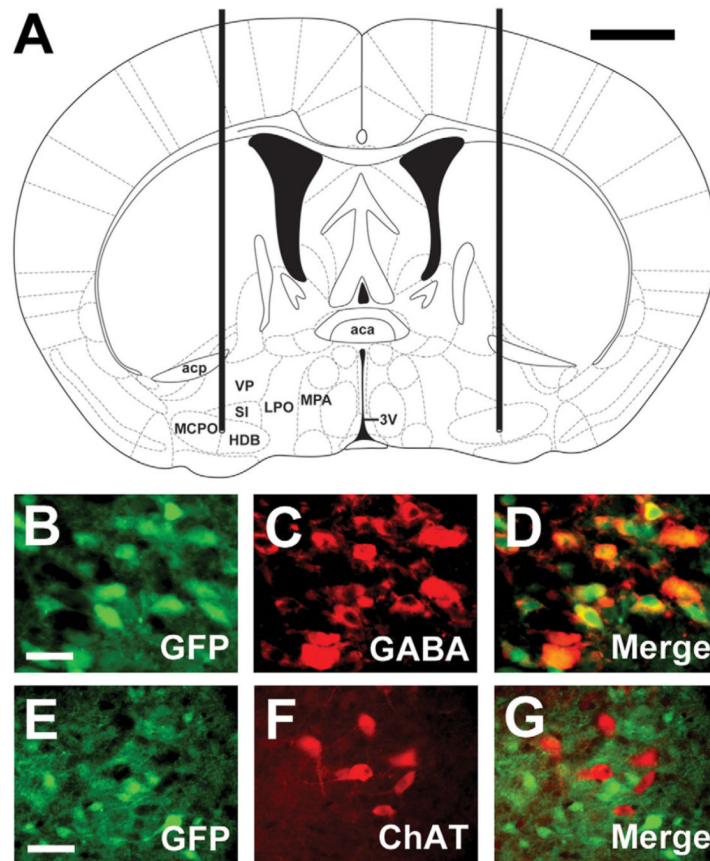 A
aca
acp
VP
SI
LPO
MPA
MCPO
HDB
3V
B
GFP
C
GABA
D
Merge
E
GFP
F
ChAT
G
Merge